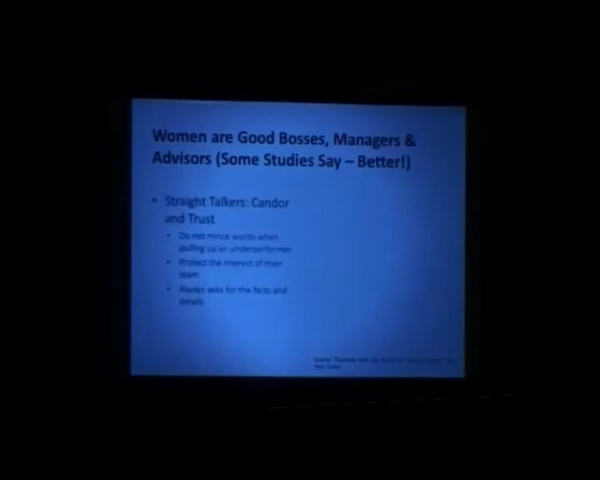 Women are Good Bosses, Managers &
Advisors (Some Studies Say – Better!)
• Straight Talkers: Candor
and Trust
• Do not mince words when
pulling up an underperformer
• Protect the interest of their
team
• Always asks for the facts and
details